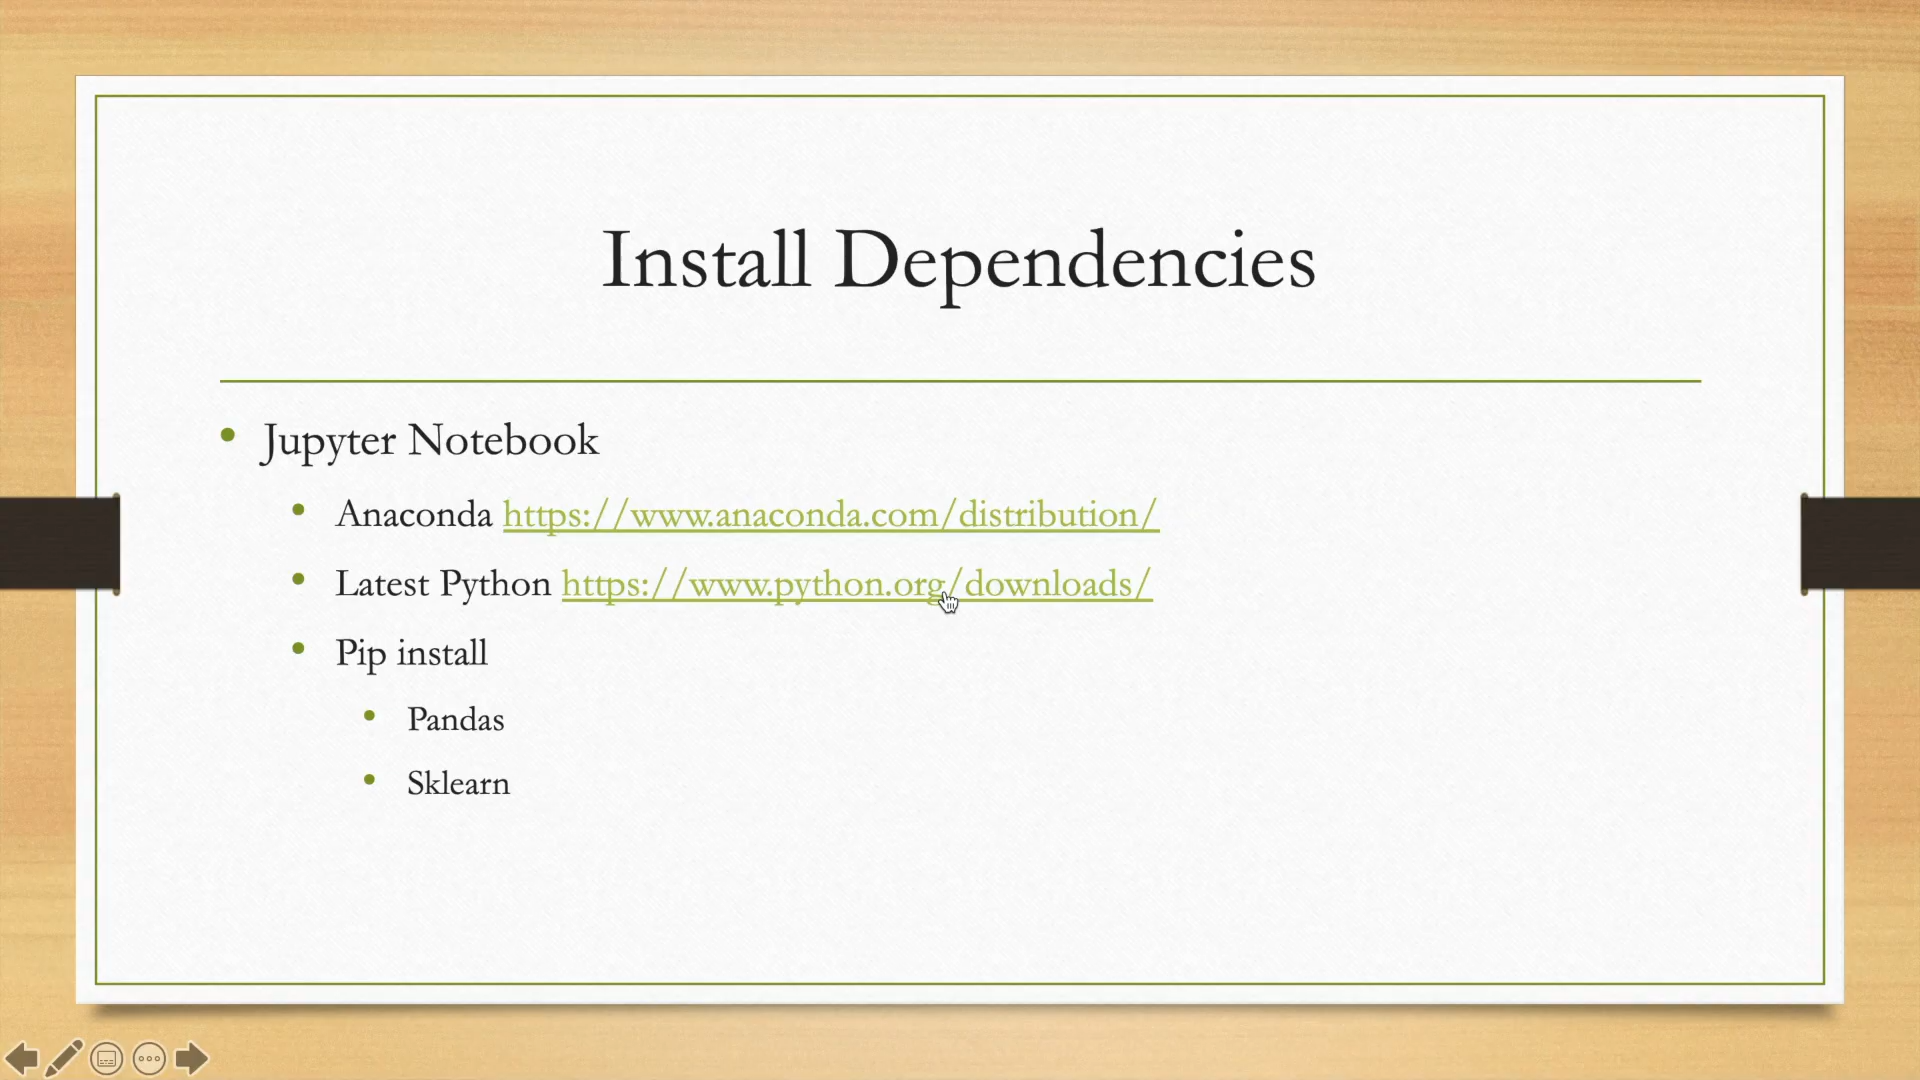 Install Dependencies
Jupyter Notebook
Anaconda https://www.anaconda.com/distribution/
Latest Python https://www.python.org/downloads/
Pip install
Pandas
Sklearn